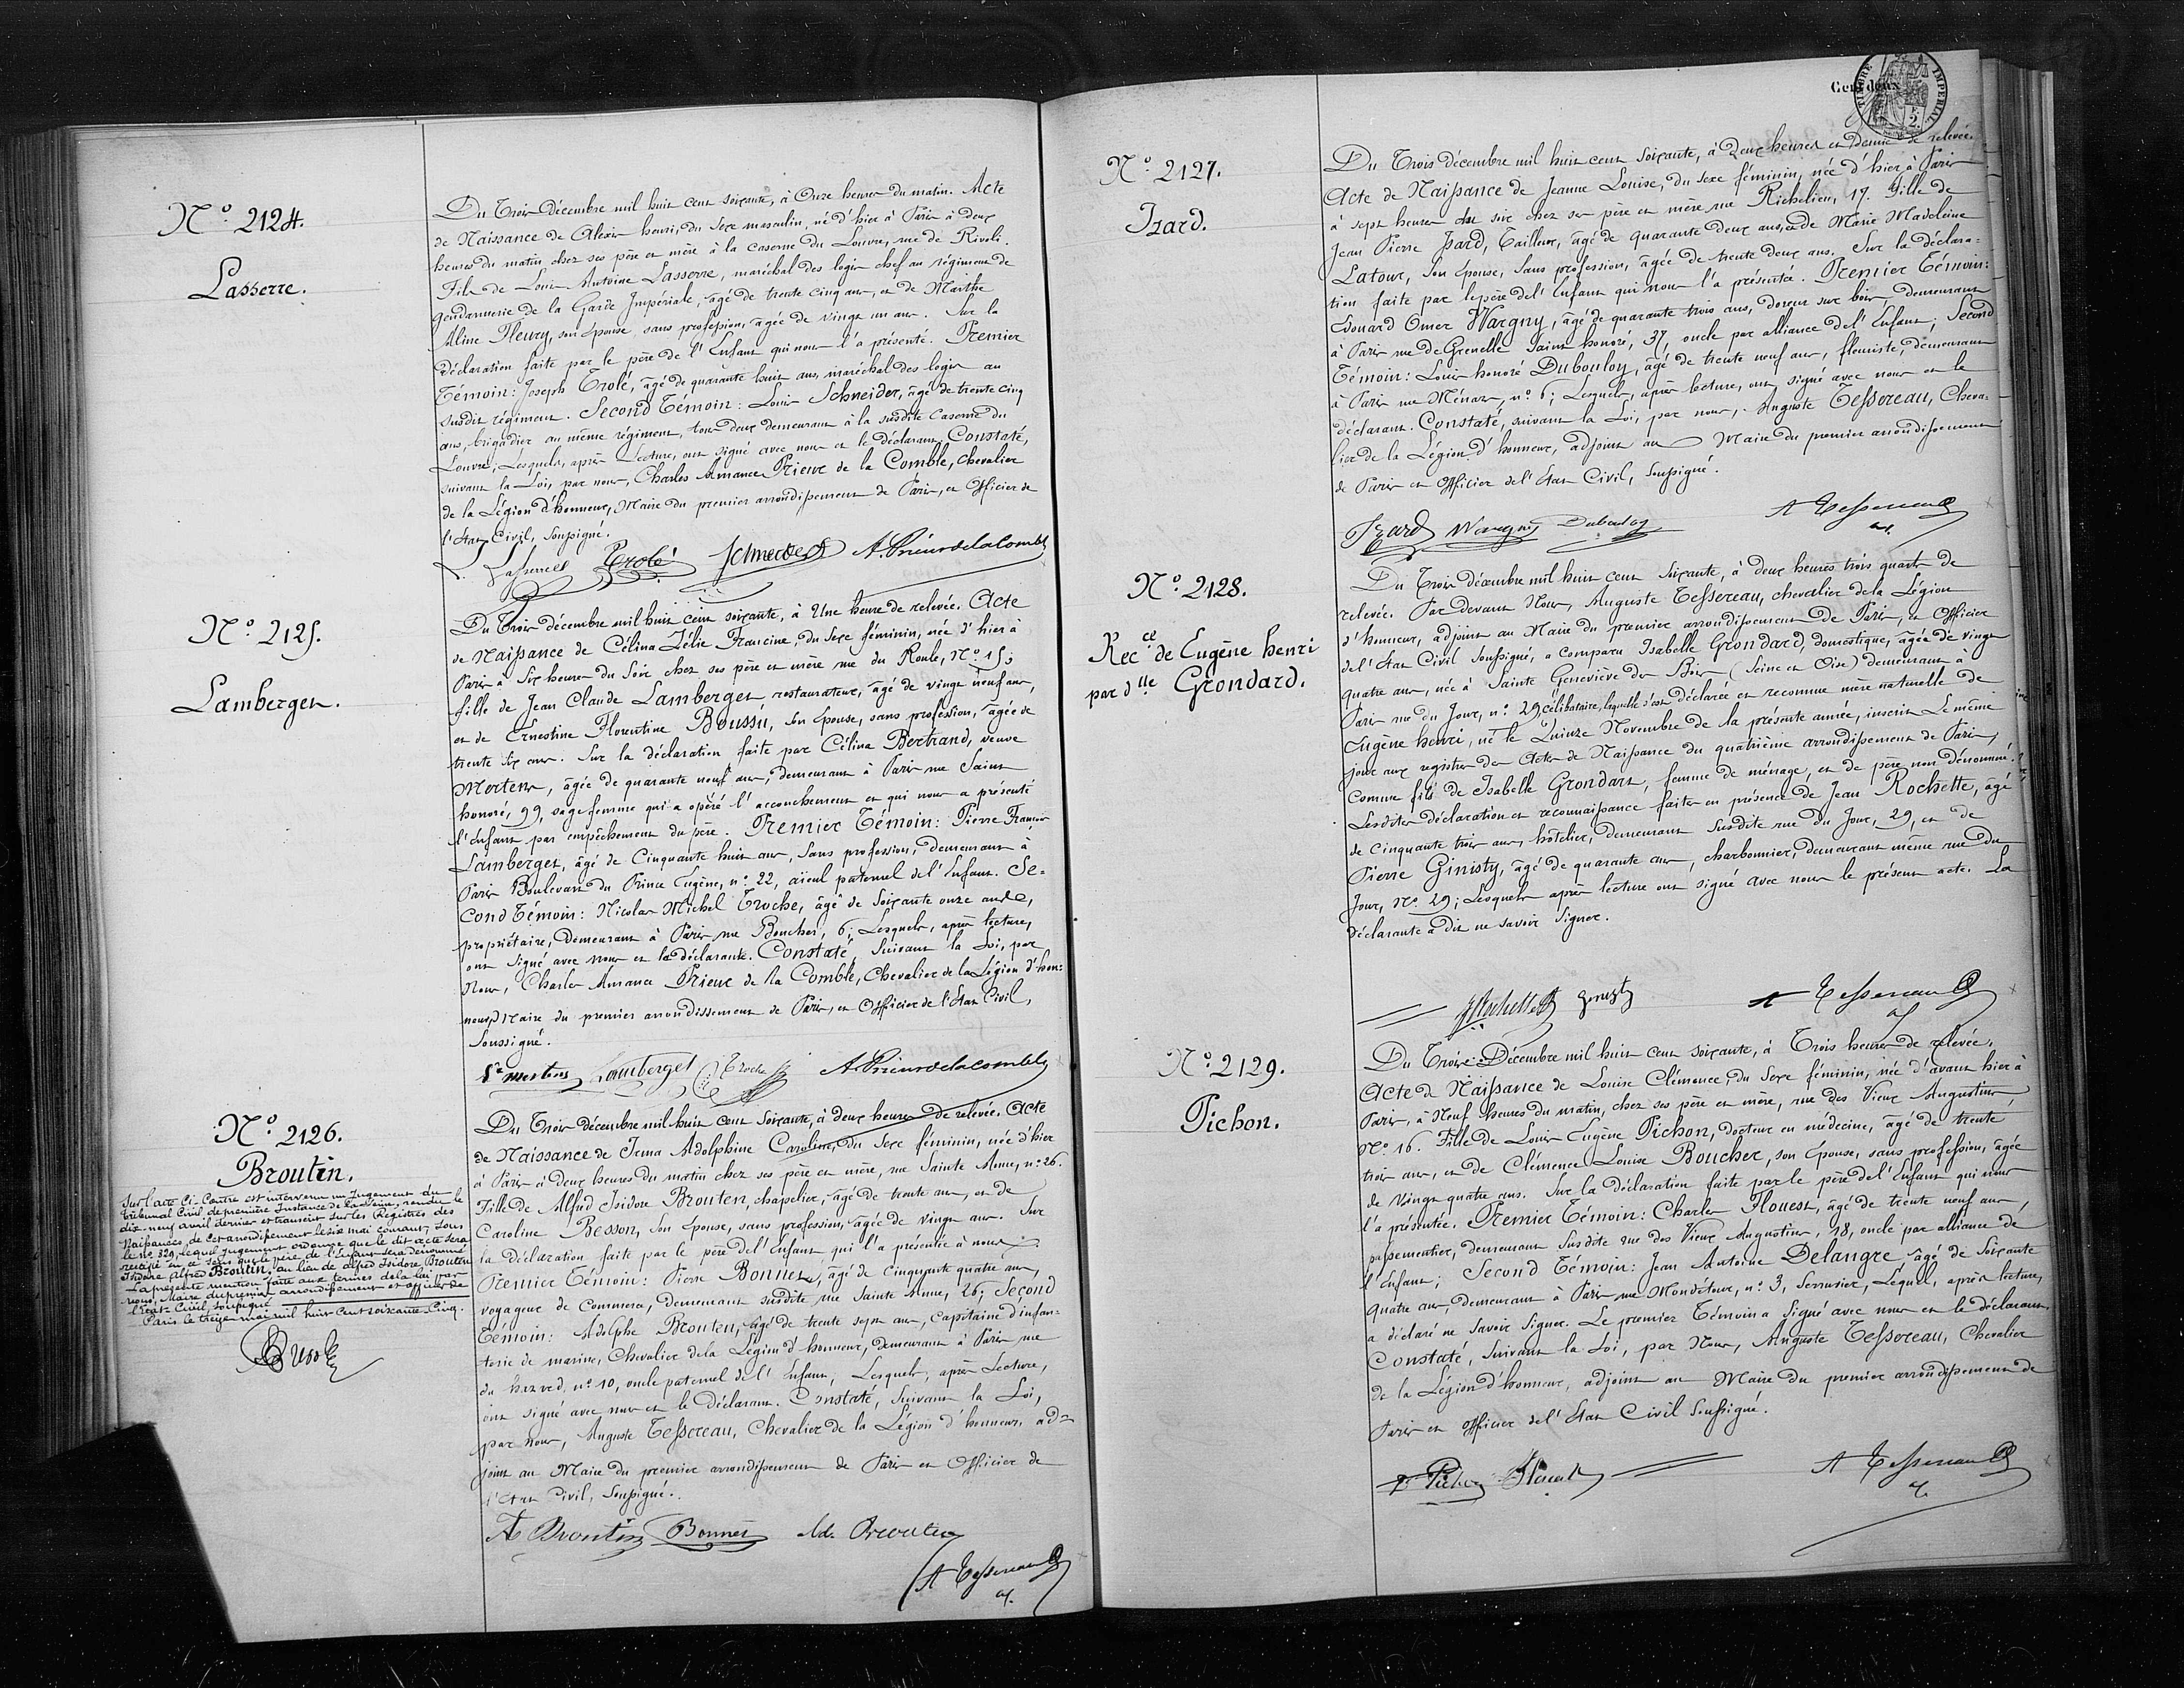 N.o 2124.
Lasserre.
Du Trois Décembre mil huit cent soixante, à Onze heures du matin. Acte
de Naissance de Alexis henri, du sexe masculin, né d'hier à Paris à deux
heures du matin chez ses père et mère à la caserne du Louvre, rue de Rivoli.
Fils de Louis Antoine Lasserre, maréchal des logis chef au régiment de
gendarmerie de la Garde Impériale, âgé de trente cinq ans, et de Marthe
Aline Fleury, son épouse sans profession, âgée de vingt un ans. Sur la
déclaration faite par le père de l'Enfant qui nous l'a présenté. Premier
Témoin: Joseph Trolé, âgé de quarante huit ans, maréchal des logis au
susdit régiment. Second Témoin: Louis Schneider, âgé de trente cinq
ans, brigadier au même régiment, tous deux demeurant à la susdite caserne du
Louvre; Lesquels, après lecture, ont signé avec nous et le déclarant, Constaté,
suivant la Loi, par nous, Charles Amance Prieur de la Comble, chevalier
de la Légion d'honneur, Maire du premier arrondissement de Paris, et Officier de
l'Etat Civil, soussigné.
L. Lasserre Trolé Schneider A. Prieur de la Comble
N.o 2125.
Lamberget.
Du Trois décembre mil huit cent soixante, à Une heure de relevée. Acte
de Naissance de Célina Zélie Francine, du sexe féminin, née d'hier à
Paris à Six heures du Soir chez ses père et mère rue du Roule, N.o 15;
fille de Jean Claude Lamberget, restaurateur, âgé de vingt neuf ans,
et de Ernestine Florentine Boussu, son épouse, sans profession, âgée de
trente six ans. Sur la déclaration faite par Célina Bertrand, veuve
Mertens, âgée de quarante neuf ans, demeurant à Paris rue Saint
honoré, 99, sage femme qui a opéré l'accouchement et qui nous a présenté
l'Enfant par empêchement du père. Premier Témoin: Pierre François
Lamberget, âgé de Cinquante huit ans, Sans profession, demeurant à
Paris Boulevart du Prince Eugène, n.o 22, aïeul paternel de l'Enfant. Se=
cond Témoin: Nicolas Michel Troche, âgé de Soixante onze ans,
propriétaire, demeurant à Paris rue Boucher, 6; Lesquels, après lecture,
ont signé avec nous et la déclarante. Constaté, Suivant la Loi, par
Nous, Charles Amance Prieur de la Comble, Chevalier de la Légion d'hon=
neur, Maire du premier arrondissement de Paris, et Officier de l'Etat Civil,
Soussigné.
Ve Mertens Lamberget Troche A. Prieur de la Comble
N.o 2126.
Broutin.
Sur l'acte Ci-Contre est intervenu un Jugement du
Tribunal Civil de première Instance de la Seine, rendu le
dix-neuf avril dernier et transcrit sur les Registres des
Naissances de Cet arrondissement le six mai courant, sous
le n.o 329, lequel Jugement ordonne que le dit acte sera
rectifié en ce sens que le père de l'Enfant sera dénommé
Isidore Alfred Broutin, au lieu de Alfred Isidore Brouten
La présente mention faite aux termes de la loi par
nous, Maire du premier arrondissement et officier de
l'Etat-Civil, soussigné
Paris le treize mai mil huit cent soixante-Cinq.
Du Trois décembre mil huit cent soixante, à deux heures de relevée. Acte
de Naissance de Irma Adolphine Caroline, du sexe féminin, née d'hier
à Paris à deux heures du matin chez ses père et mère, rue Sainte Anne, n.o 26.
Fille de Alfred Isidore Brouten, chapelier, âgé de trente ans, et de
Caroline Besson, son épouse, sans profession, âgée de vingt ans. Sur
la déclaration faite par le père de l'Enfant qui l'a présentée à nous
Premier Témoin: Pierre Bonnet, âgé de cinquante quatre ans,
voyageur de Commerce, demeurant susdite rue Sainte Anne, 26; Second
Témoin: Adolphe Brouten, âgé de trente sept ans, Capitaine d'infan=
terie de marine, Chevalier de la Légion d'honneur, demeurant à Paris rue
du hazard, n.o 10, oncle paternel de l'Enfant, Lesquels, après Lecture,
ont signé avec nous et le Déclarant. Constaté, Suivant la Loi,
par nous, Auguste Tessereau, Chevalier de la Légion d'honneur, ad=
joint au Maire du premier arrondissement de Paris et Officier de
l'Etat Civil, Soussigné.
A Broutin Bonnet Ad. Broutin
A Tessereau
N.o 2127.
Izard.
Cent deux
TIMBRE IMPERIAL
2.
Du Trois décembre mil huit cent Soixante, à Deux heures et Demie de relevée.
Acte de Naissance de Jeanne Louise, du sexe féminin, née d'hier à Paris
à sept heures du soir chez ses père et mère rue Richelieu, 17. Fille de
Jean Pierre Izard, Tailleur, âgé de quarante deux ans, et de Marie Madeleine
Latour, son épouse, sans profession, âgée de trente deux ans. Sur la déclara=
tion faite par le père de l'Enfant qui nous l'a présentée. Premier Témoin:
Edouard Omer Wargny, âgé de quarante trois ans, doreur sur bois, demeurant
à Paris rue de Grenelle Saint honoré, 37, oncle par alliance de l'Enfant; Second
Témoin: Louis honoré Dubouloy, âgé de trente neuf ans, fleuriste, demeurant
à Paris rue Ménars, n.o 6; Lesquels, après lecture, ont signé avec nous et le
déclarant. Constaté, suivant la Loi, par nous, Auguste Tessereau, Cheva=
lier de la Légion d'honneur, adjoint au Maire du premier arrondissement
de Paris et Officier de l'Etat Civil, Soussigné.
Izard Wargny Dubouloy A Tessereau
N.o 2128.
Rec.ce de Eugène henri
par d.lle Grondard.
Du Trois décembre mil huit cent Soixante, à deux heures trois quarts de
relevée. Par devant Nous, Auguste Tessereau, chevalier de la Légion
d'honneur, adjoint au Maire du premier arrondissement de Paris, et Officier
de l'Etat Civil Soussigné, a comparu Isabelle Grondard, domestique, âgée de vingt
quatre ans, née à Sainte Geneviève des Bois (Seine et Oise) demeurant à
Paris rue du Jour, n.o 29, célibataire, laquelle s'est déclarée et reconnue mère naturelle de
Eugène henri, né le Quinze Novembre de la présente année, inscrit Le même
jour aux registres des Actes de Naissance du quatrième arrondissement de Paris,
comme fils de Isabelle Grondart, femme de ménage, et de père non dénommé.
Lesdites déclaration et reconnaissance faites en présence de Jean Rochette, âgé
de cinquante trois ans, hôtelier, demeurant Susdite rue du Jour, 29, et de
Pierre Ginisty, âgé de quarante ans, charbonnier, demeurant même rue du
Jour, N.o 29; Lesquels après lecture ont signé avec nous le présent acte. La
déclarante a dit ne savoir signer.
J Rochette Ginisty A Tessereau
N.o 2129.
Pichon.
Du Trois Décembre mil huit cent soixante, à Trois heures de relevée.
Acte de Naissance de Louise Clémence, du Sexe féminin, née d'avant hier à
Paris, à Neuf heures du matin, chez ses père et mère, rue des Vieux Augustins,
N.o 16. Fille de Louis Eugène Pichon, docteur en médecine, âgé de trente
trois ans, et de Clémence Louise Boucher, son épouse, sans profession, âgée
de vingt quatre ans. Sur la déclaration faite par le père de l'Enfant qui nous
l'a présentée. Premier Témoin: Charles Flouest, âgé de trente neuf ans,
passementier, demeurant Susdite rue des Vieux Augustins, 18, oncle par alliance de
l'Enfant; Second Témoin: Jean Antoine Delangre âgé de Soixante
quatre ans, demeurant à Paris rue Mondétour, n.o 3, Serrurier, Lequel, après lecture,
a déclaré ne savoir signer. Le premier Témoin a signé avec nous et le déclarant.
Constaté, suivant la Loi, par Nous, Auguste Tessereau, Chevalier
de la Légion d'honneur, adjoint au Maire du premier arrondissement de
Paris et officier de l'Etat Civil Soussigné.
Dr Pichon Flouest A Tessereau